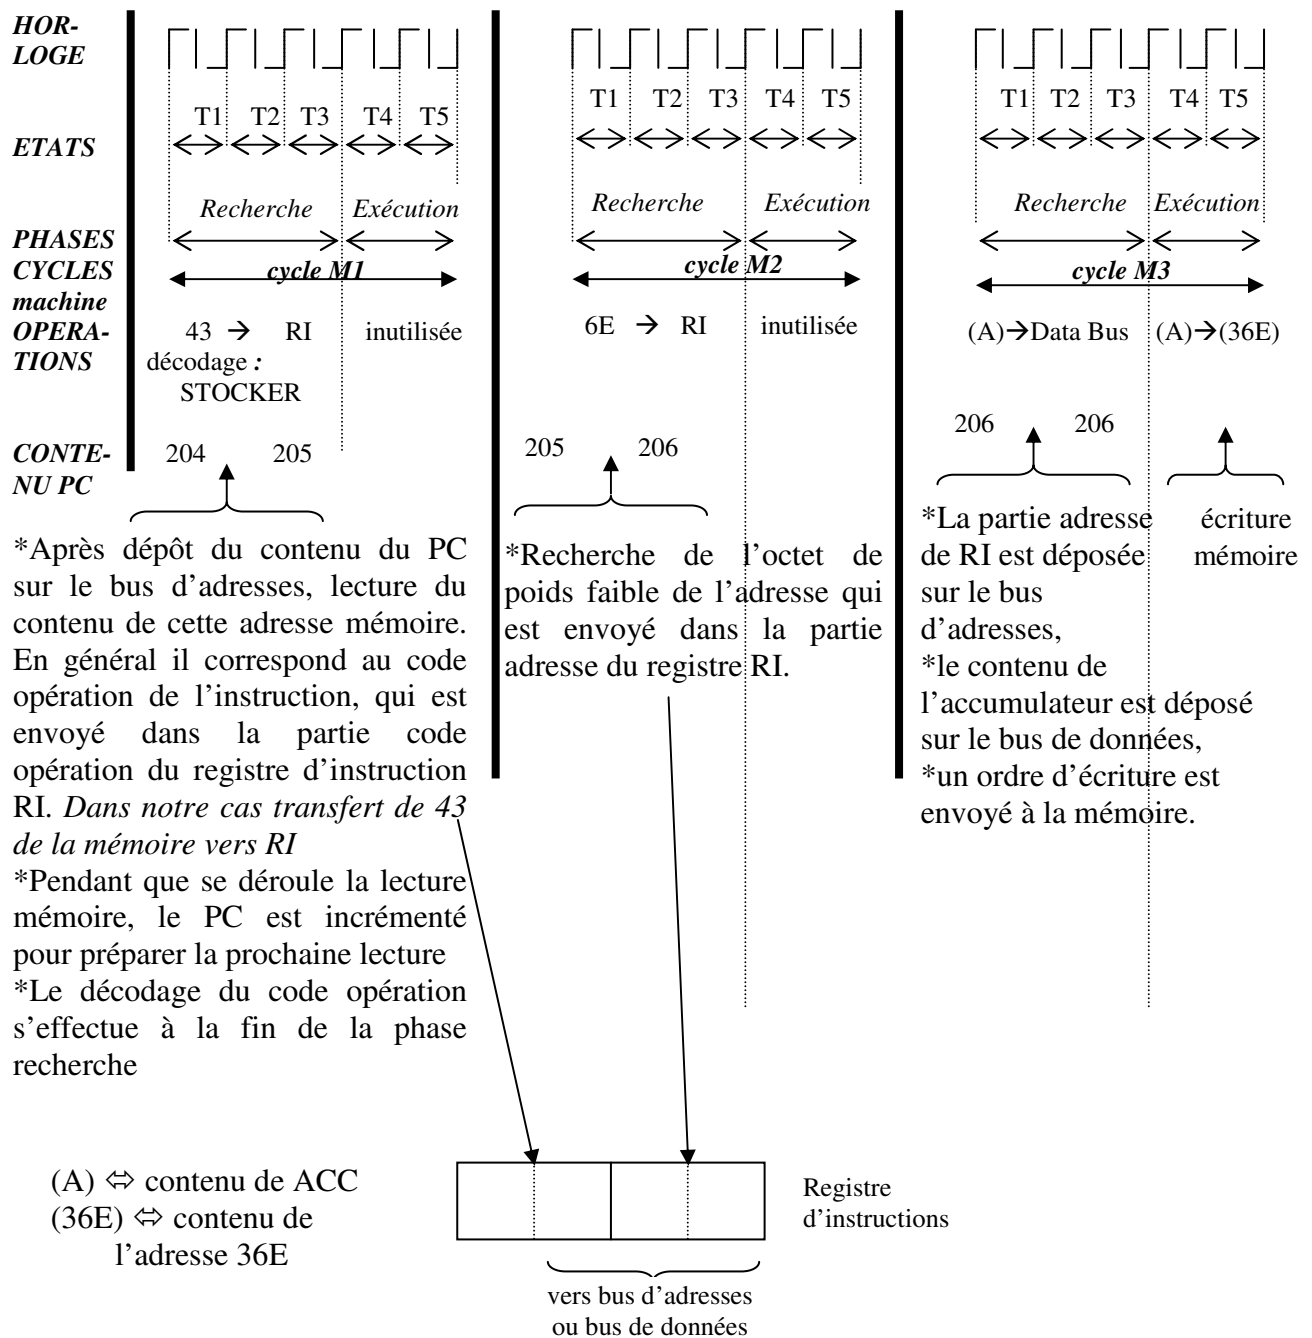 HOR-
LOGE
T1 T2 T3 T4 T5
T1 T2 T3 T4 T5
T1 T2 T3 T4 T5
ETATS
Recherche Exécution
Recherche Exécution
Recherche Exécution
PHASES
CYCLES
machine
cycle M1
cycle M2
cycle M3
OPERA-
TIONS
43 → RI
décodage :
STOCKER
inutilisée
6E → RI
inutilisée
(A)→Data Bus
(A)→(36E)
CONTE-
NU PC
204 205
205 206
206 206
*Après dépôt du contenu du PC
sur le bus d’adresses, lecture du
contenu de cette adresse mémoire.
En général il correspond au code
opération de l’instruction, qui est
envoyé dans la partie code
opération du registre d’instruction
RI. Dans notre cas transfert de 43
de la mémoire vers RI
*Pendant que se déroule la lecture
mémoire, le PC est incrémenté
pour préparer la prochaine lecture
*Le décodage du code opération
s’effectue à la fin de la phase
recherche
*Recherche de l’octet de
poids faible de l’adresse qui
est envoyé dans la partie
adresse du registre RI.
*La partie adresse
de RI est déposée
sur le bus
d’adresses,
*le contenu de
l’accumulateur est déposé
sur le bus de données,
*un ordre d’écriture est
envoyé à la mémoire.
écriture
mémoire
(A) ⇔ contenu de ACC
(36E) ⇔ contenu de
l’adresse 36E
Registre
d’instructions
vers bus d’adresses
ou bus de données